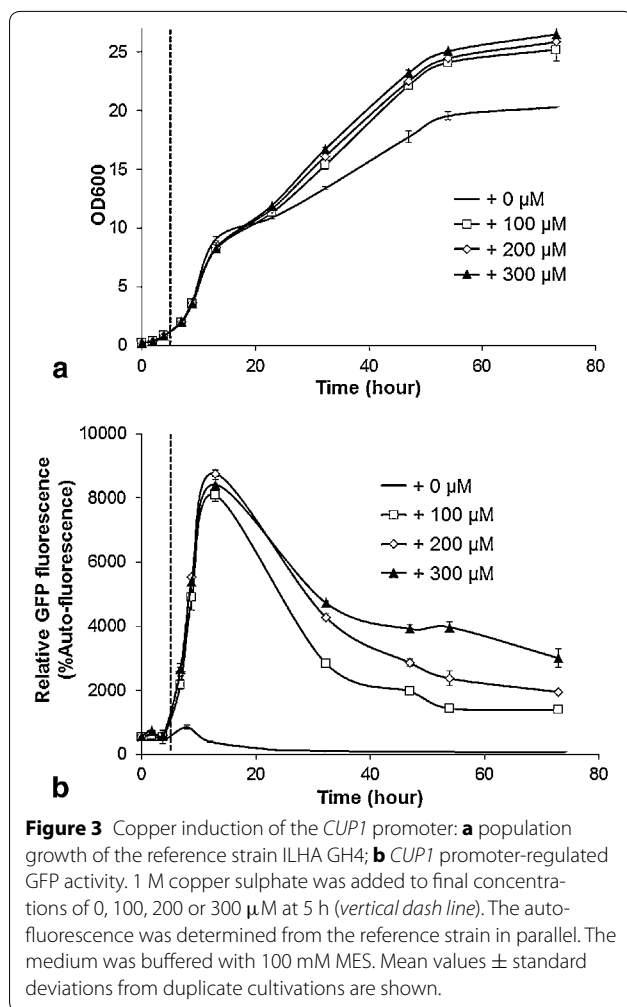 25
20
15
10
5
0
OD600
+ 0 µM
+ 100 µM
+ 200 µM
+ 300 µM
0 20 40 60 80
a
Time (hour)
10000
8000
6000
4000
2000
0
Relative GFP fluorescence
(%Auto-fluorescence)
+ 0 µM
+ 100 µM
+ 200 µM
+ 300 µM
0 20 40 60 80
b
Time (hour)
Figure 3 Copper induction of the CUP1 promoter: a population
growth of the reference strain ILHA GH4; b CUP1 promoter-regulated
GFP activity. 1 M copper sulphate was added to final concentra-
tions of 0, 100, 200 or 300 µM at 5 h (vertical dash line). The auto-
fluorescence was determined from the reference strain in parallel. The
medium was buffered with 100 mM MES. Mean values ± standard
deviations from duplicate cultivations are shown.